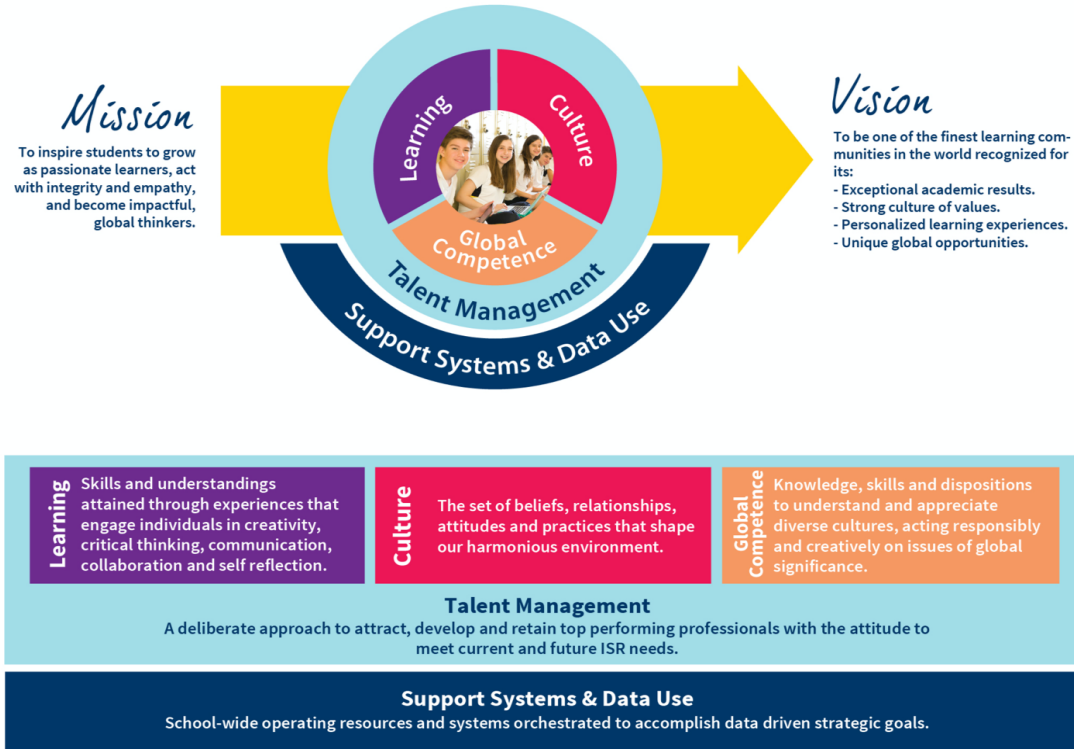 Mission
To inspire students to grow
as passionate learners, act
with integrity and empathy,
and become impactful,
global thinkers.
Learning
Culture
Global
Competence
Talent Management
Support Systems & Data Use
Vision
To be one of the finest learning com-
munities in the world recognized for
its:
- Exceptional academic results.
- Strong culture of values.
- Personalized learning experiences.
- Unique global opportunities.
Learning
Skills and understandings
attained through experiences that
engage individuals in creativity,
critical thinking, communication,
collaboration and self reflection.
Culture
The set of beliefs, relationships,
attitudes and practices that shape
our harmonious environment.
Global
Competence
Knowledge, skills and dispositions
to understand and appreciate
diverse cultures, acting responsibly
and creatively on issues of global
significance.
Talent Management
A deliberate approach to attract, develop and retain top performing professionals with the attitude to
meet current and future ISR needs.
Support Systems & Data Use
School-wide operating resources and systems orchestrated to accomplish data driven strategic goals.